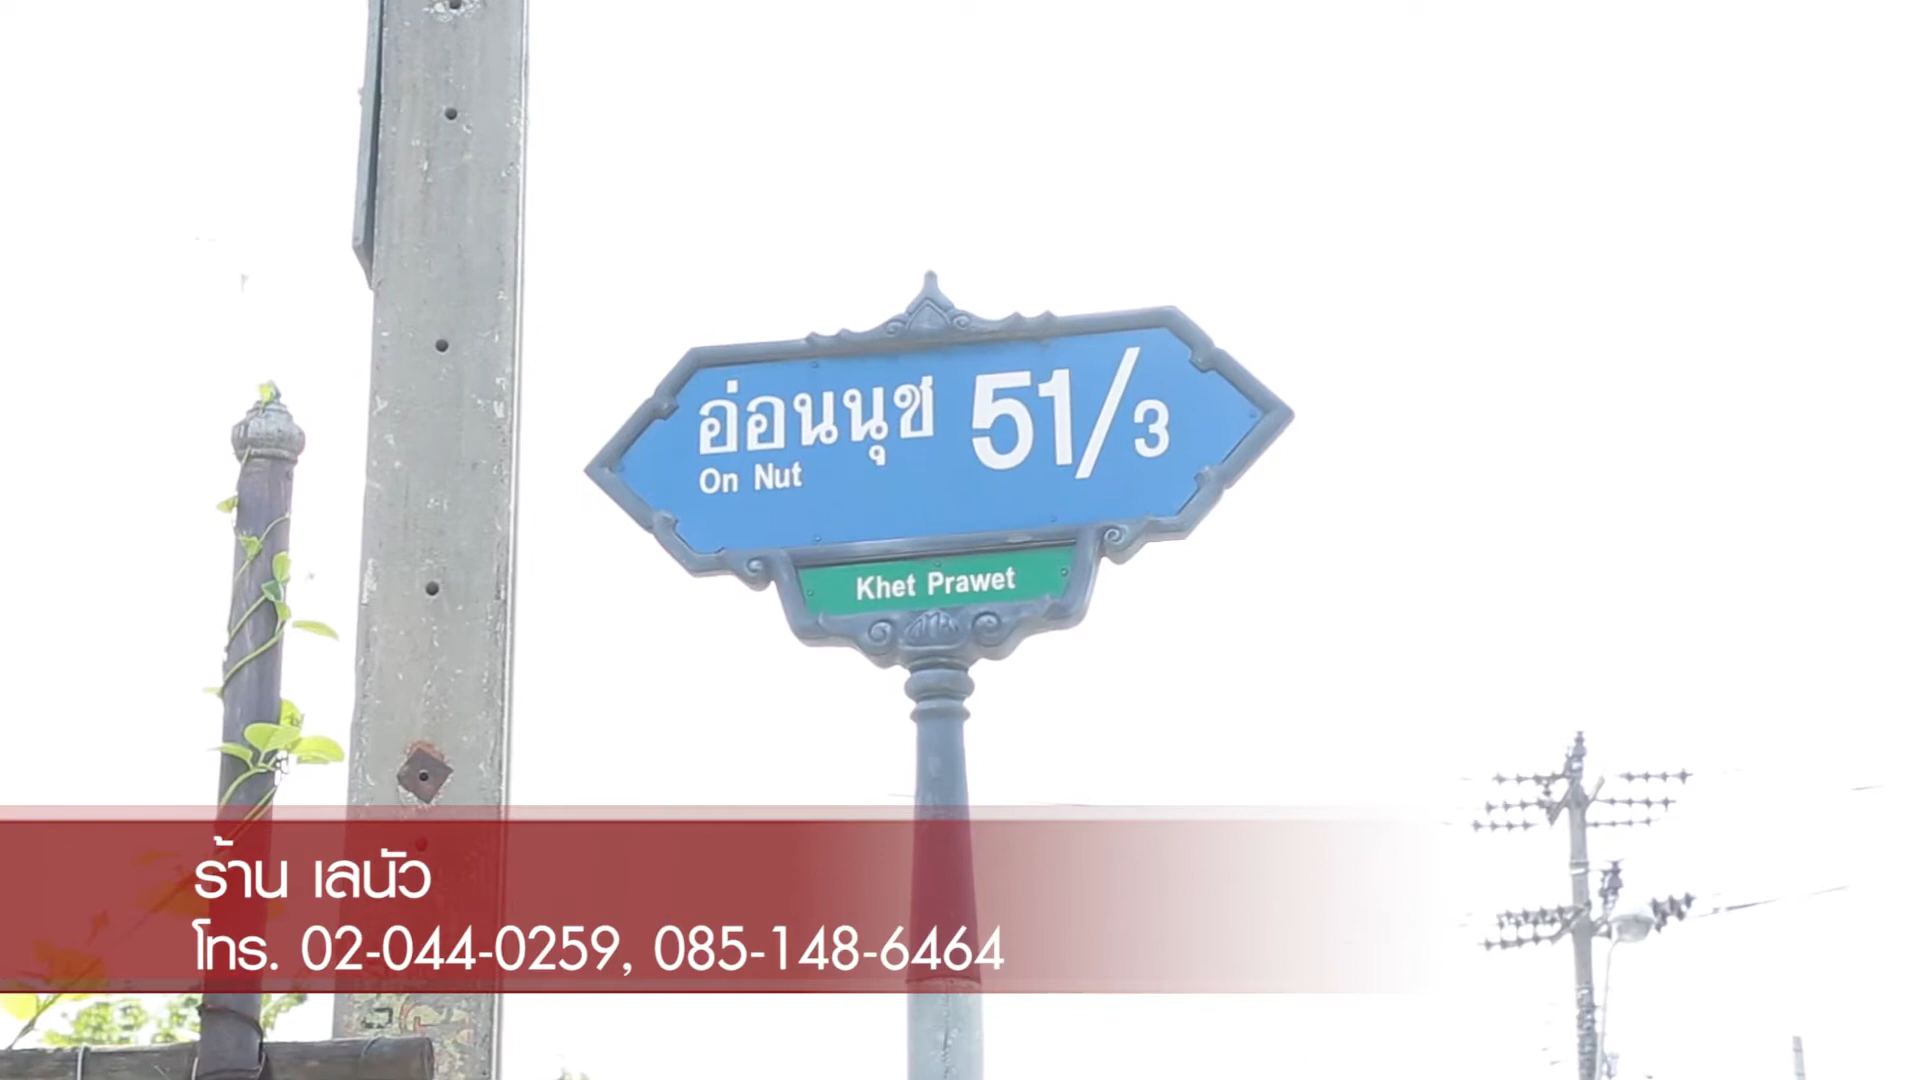 อ่อนนุช 51/3
On Nut
Khet Prawet
ร้าน เลนัว
โทร. 02-044-0259, 085-148-6464